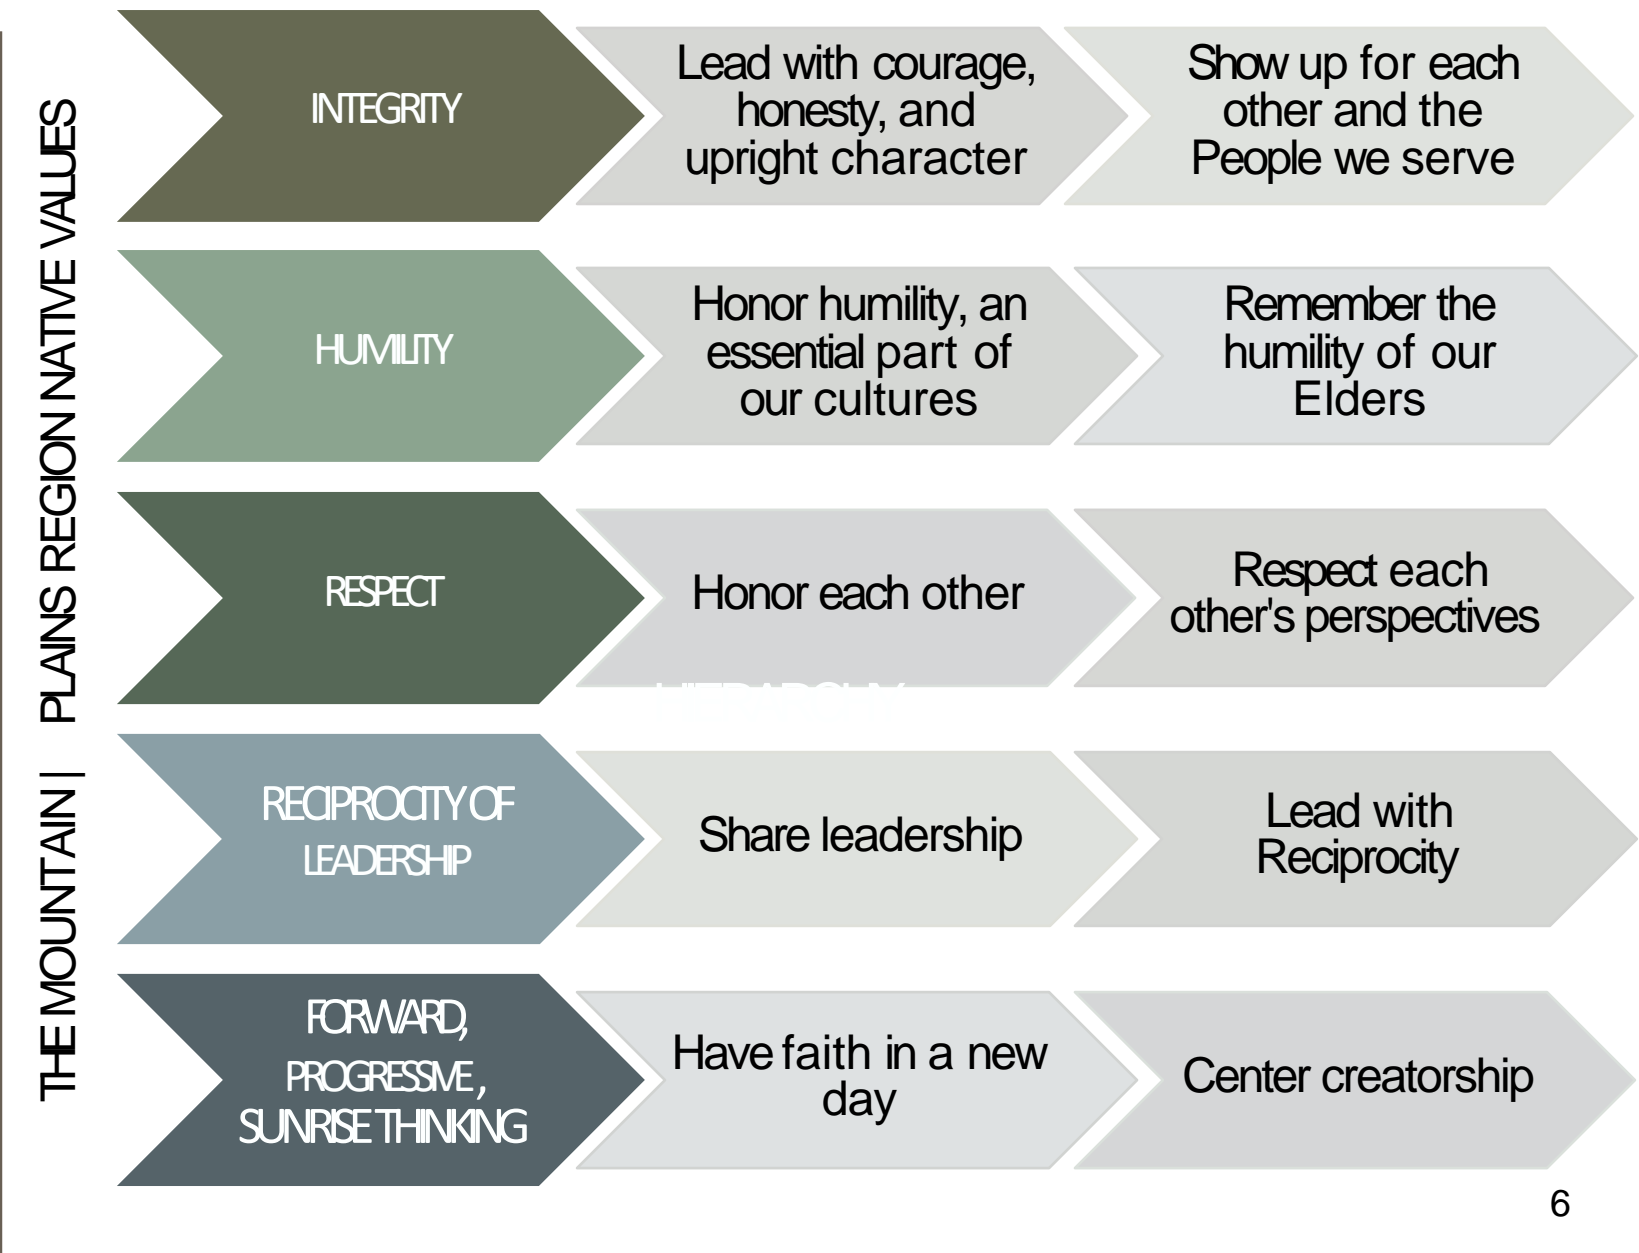 THE MOUNTAIN | PLAINS REGION NATIVE VALUES
INTEGRITY
Lead with courage,
honesty, and
upright character
Show up for each
other and the
People we serve
HUMILITY
Honor humility, an
essential part of
our cultures
Remember the
humility of our
Elders
RESPECT
Honor each other
Respect each
other's perspectives
HIERARCHY
RECIPROCITY OF
LEADERSHIP
Share leadership
Lead with
Reciprocity
FORWARD,
PROGRESSIVE,
SUNRISE THINKING
Have faith in a new
day
Center creatorship
6